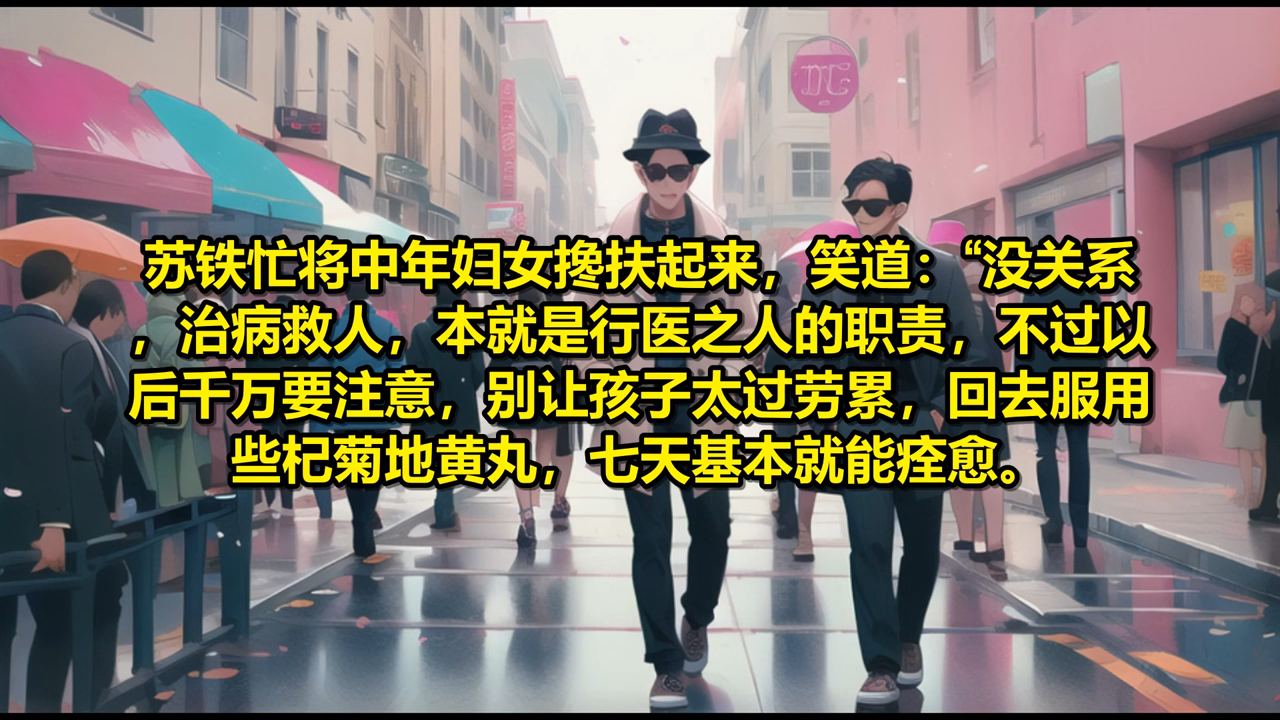 苏铁忙将中年妇女搀扶起来，笑道：“没关系
，治病救人，本就是行医之人的职责，不过以
后千万要注意，别让孩子太过劳累，回去服用
些杞菊地黄丸，七天基本就能痊愈。